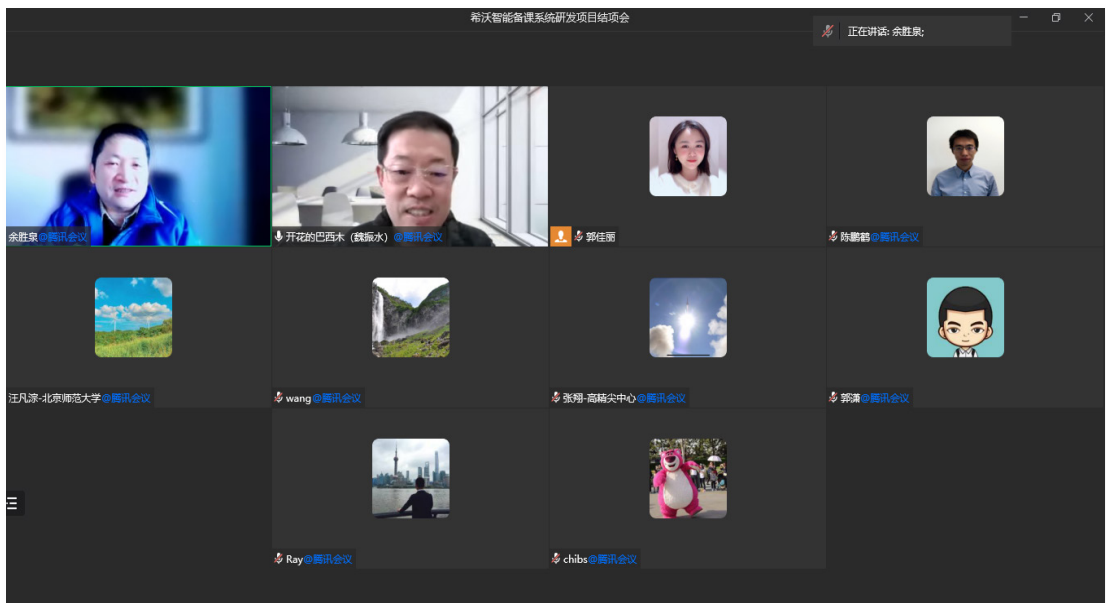 希沃智能备课系统研发项目结项会
正在讲话: 余胜泉;
余胜泉@腾讯会议
开花的巴西木（魏振水）@腾讯会议
郭佳丽
陈鹏鹤@腾讯会议
汪凡淙-北京师范大学@腾讯会议
wang@腾讯会议
张翔-高精尖中心@腾讯会议
郭潇@腾讯会议
Ray@腾讯会议
chibs@腾讯会议